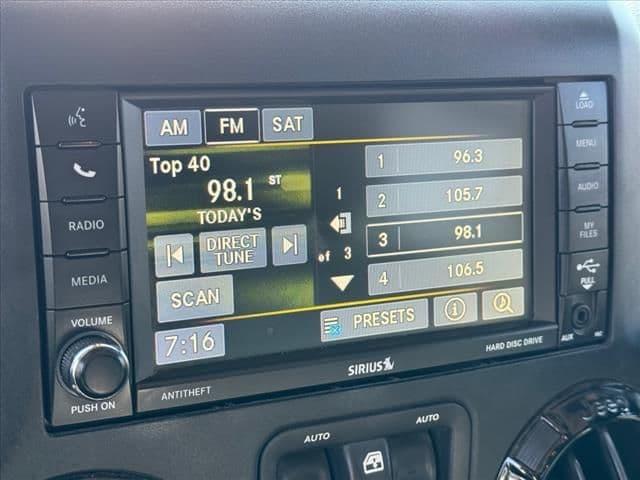 AM FM SAT
Top 40
98.1 ST
TODAY'S
DIRECT
TUNE
SCAN
7:16
1
of 3
1 96.3
2 105.7
3 98.1
4 106.5
PRESETS
RADIO
MEDIA
VOLUME
PUSH ON
ANTITHEFT
SIRIUS
HARD DISC DRIVE
LOAD
MENU
AUDIO
MY
FILES
PULL
AUX
AUTO
AUTO
Jeep